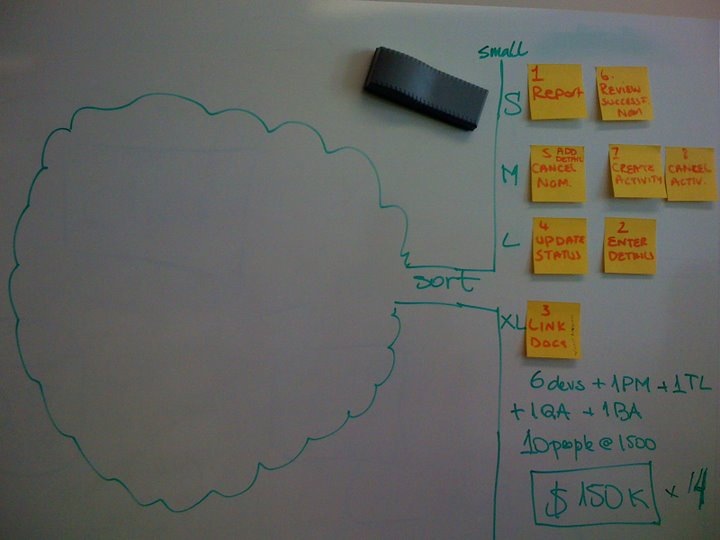 small
S
1
Report
6.
REVIEW
SUCCESSF.
NOM
M
5 ADD
DETAIL
CANCEL
NOM.
7
CREATE
ACTIVITY
8
CANCEL
ACTIV.
L
4
UPDATE
STATUS
2
ENTER
DETAILS
sort
XL
3
LINK
DOCS
6 devs + 1PM + 1TL
+ 1QA + 1BA
10 people @ 1500
$ 150K x 14